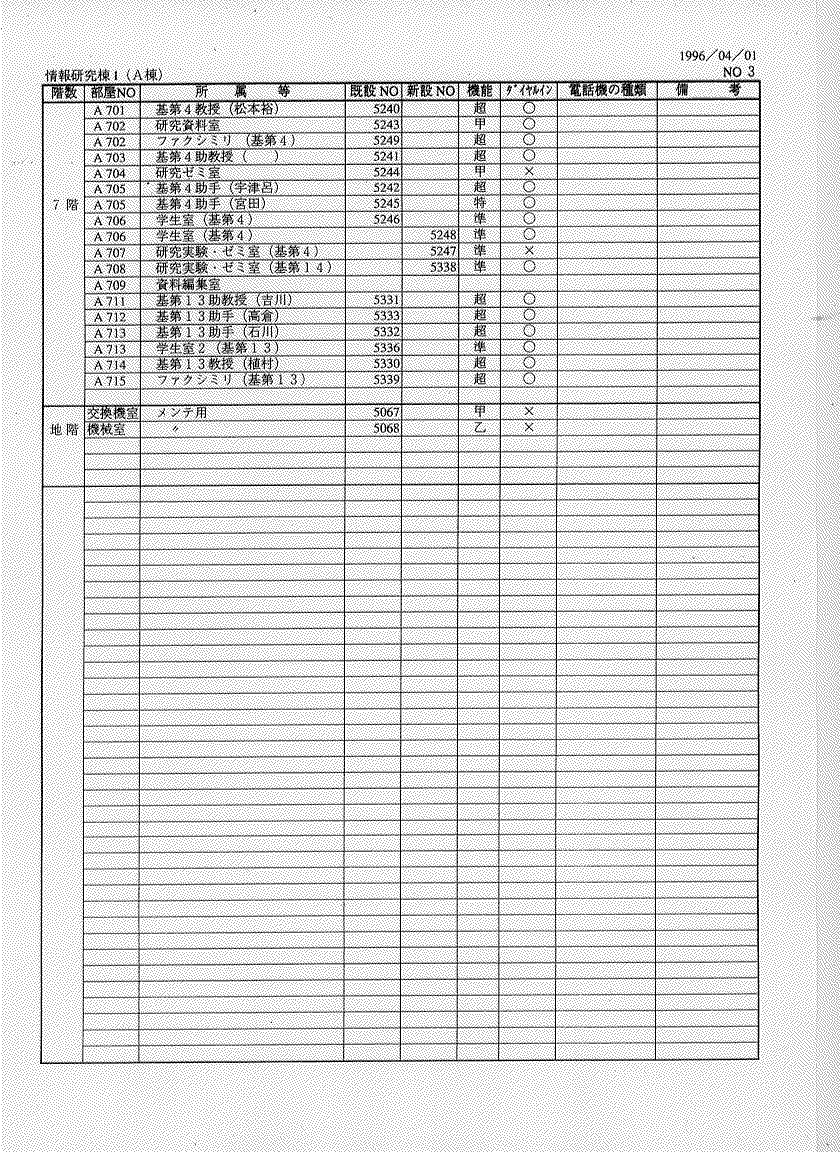 1996／04／01
情報研究棟1（A棟）
NO 3
階数 部屋NO 所属等 既設NO 新設NO 機能 ﾀﾞｲﾔﾙｲﾝ 電話機の種類 備考
A 701 基第4教授（松本裕） 5240 超 ○
A 702 研究資料室 5243 甲 ○
A 702 ファクシミリ（基第4） 5249 超 ○
A 703 基第4助教授（　　） 5241 超 ○
A 704 研究ゼミ室 5244 甲 ×
A 705 基第4助手（宇津呂） 5242 超 ○
7階 A 705 基第4助手（宮田） 5245 特 ○
A 706 学生室（基第4） 5246 準 ○
A 706 学生室（基第4） 5248 準 ○
A 707 研究実験・ゼミ室（基第4） 5247 準 ×
A 708 研究実験・ゼミ室（基第14） 5338 準 ○
A 709 資料編集室
A 711 基第13助教授（吉川） 5331 超 ○
A 712 基第13助手（高倉） 5333 超 ○
A 713 基第13助手（石川） 5332 超 ○
A 713 学生室2（基第13） 5336 準 ○
A 714 基第13教授（植村） 5330 超 ○
A 715 ファクシミリ（基第13） 5339 超 ○
交換機室 メンテ用 5067 甲 ×
地階 機械室 〃 5068 乙 ×